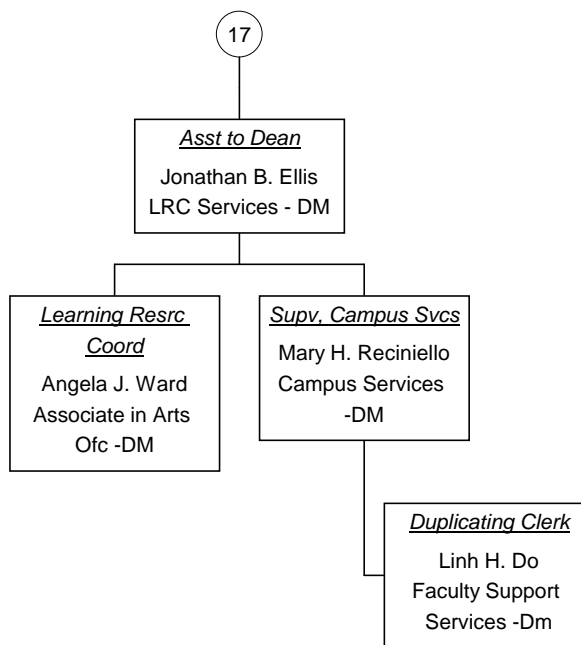 17
Asst to Dean
Jonathan B. Ellis
LRC Services - DM
Learning Resrc
Coord
Angela J. Ward
Associate in Arts
Ofc -DM
Supv, Campus Svcs
Mary H. Reciniello
Campus Services
-DM
Duplicating Clerk
Linh H. Do
Faculty Support
Services -Dm